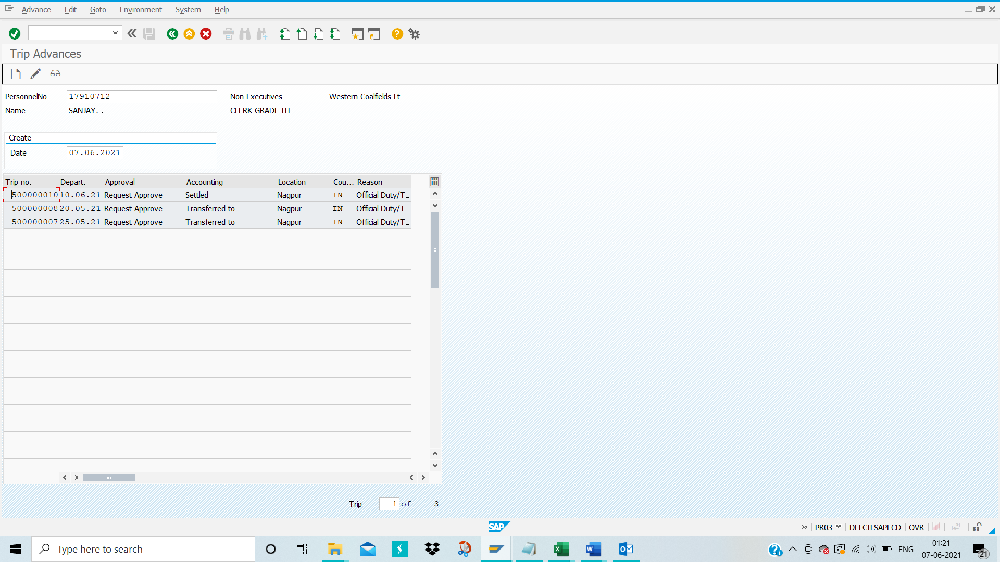 Advance Edit Goto Environment System Help
Trip Advances
PersonnelNo 17910712 Non-Executives Western Coalfields Lt
Name SANJAY. . CLERK GRADE III
Create
Date 07.06.2021
Trip no. Depart. Approval Accounting Location Cou... Reason
500000010 10.06.21 Request Approve Settled Nagpur IN Official Duty/T...
500000008 20.05.21 Request Approve Transferred to Nagpur IN Official Duty/T...
500000007 25.05.21 Request Approve Transferred to Nagpur IN Official Duty/T...
Trip 1 of 3
SAP
PR03 DELCILSAPECD OVR
Type here to search
ENG
01:21
07-06-2021
21